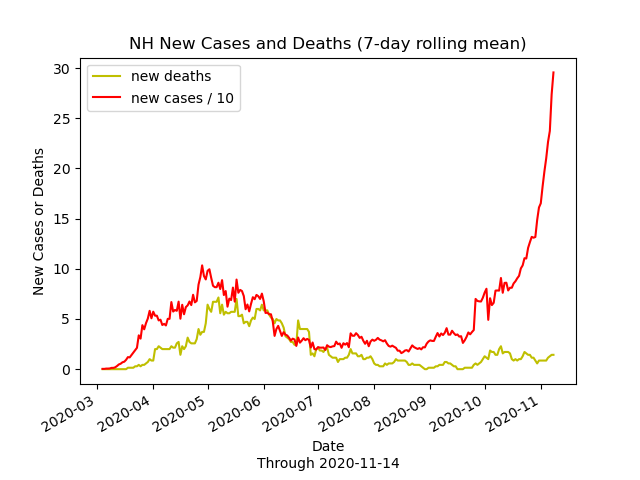 NH New Cases and Deaths (7-day rolling mean)
new deaths
new cases / 10
30
25
20
15
10
5
0
New Cases or Deaths
2020-03
2020-04
2020-05
2020-06
2020-07
2020-08
2020-09
2020-10
2020-11
Date
Through 2020-11-14